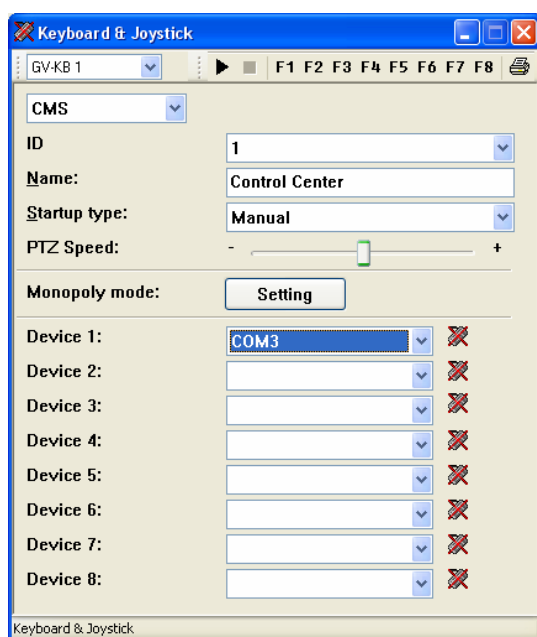 Keyboard & Joystick
GV-KB 1 F1 F2 F3 F4 F5 F6 F7 F8
CMS
ID 1
Name: Control Center
Startup type: Manual
PTZ Speed: - +
Monopoly mode: Setting
Device 1: COM3
Device 2:
Device 3:
Device 4:
Device 5:
Device 6:
Device 7:
Device 8:
Keyboard & Joystick